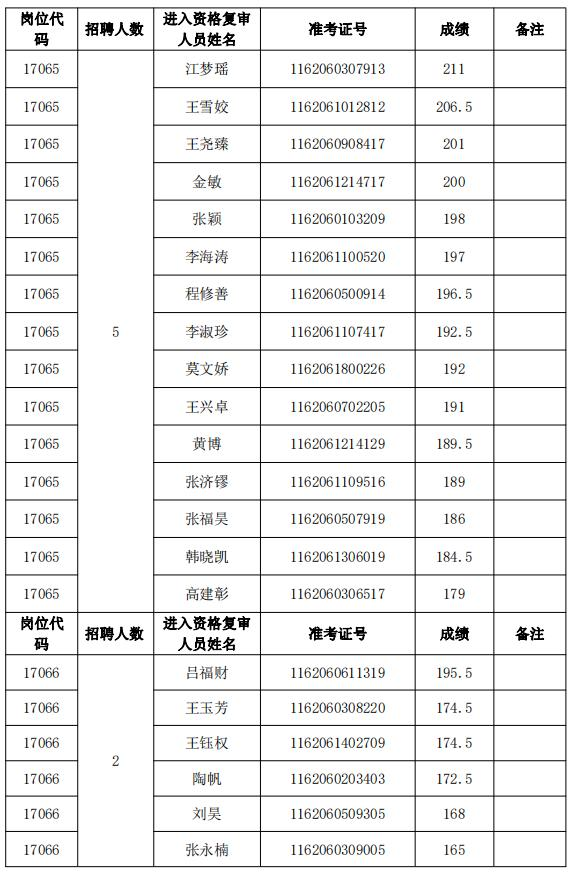 岗位代码 招聘人数 进入资格复审人员姓名 准考证号 成绩 备注
17065 江梦瑶 1162060307913 211
17065 王雪姣 1162061012812 206.5
17065 王尧臻 1162060908417 201
17065 金敏 1162061214717 200
17065 张颖 1162060103209 198
17065 李海涛 1162061100520 197
17065 程修善 1162060500914 196.5
17065 5 李淑珍 1162061107417 192.5
17065 莫文娇 1162061800226 192
17065 王兴卓 1162060702205 191
17065 黄博 1162061214129 189.5
17065 张济镠 1162061109516 189
17065 张福昊 1162060507919 186
17065 韩晓凯 1162061306019 184.5
17065 高建彰 1162060306517 179
岗位代码 招聘人数 进入资格复审人员姓名 准考证号 成绩 备注
17066 吕福财 1162060611319 195.5
17066 王玉芳 1162060308220 174.5
17066 王钰权 1162061402709 174.5
2
17066 陶帆 1162060203403 172.5
17066 刘昊 1162060509305 168
17066 张永楠 1162060309005 165